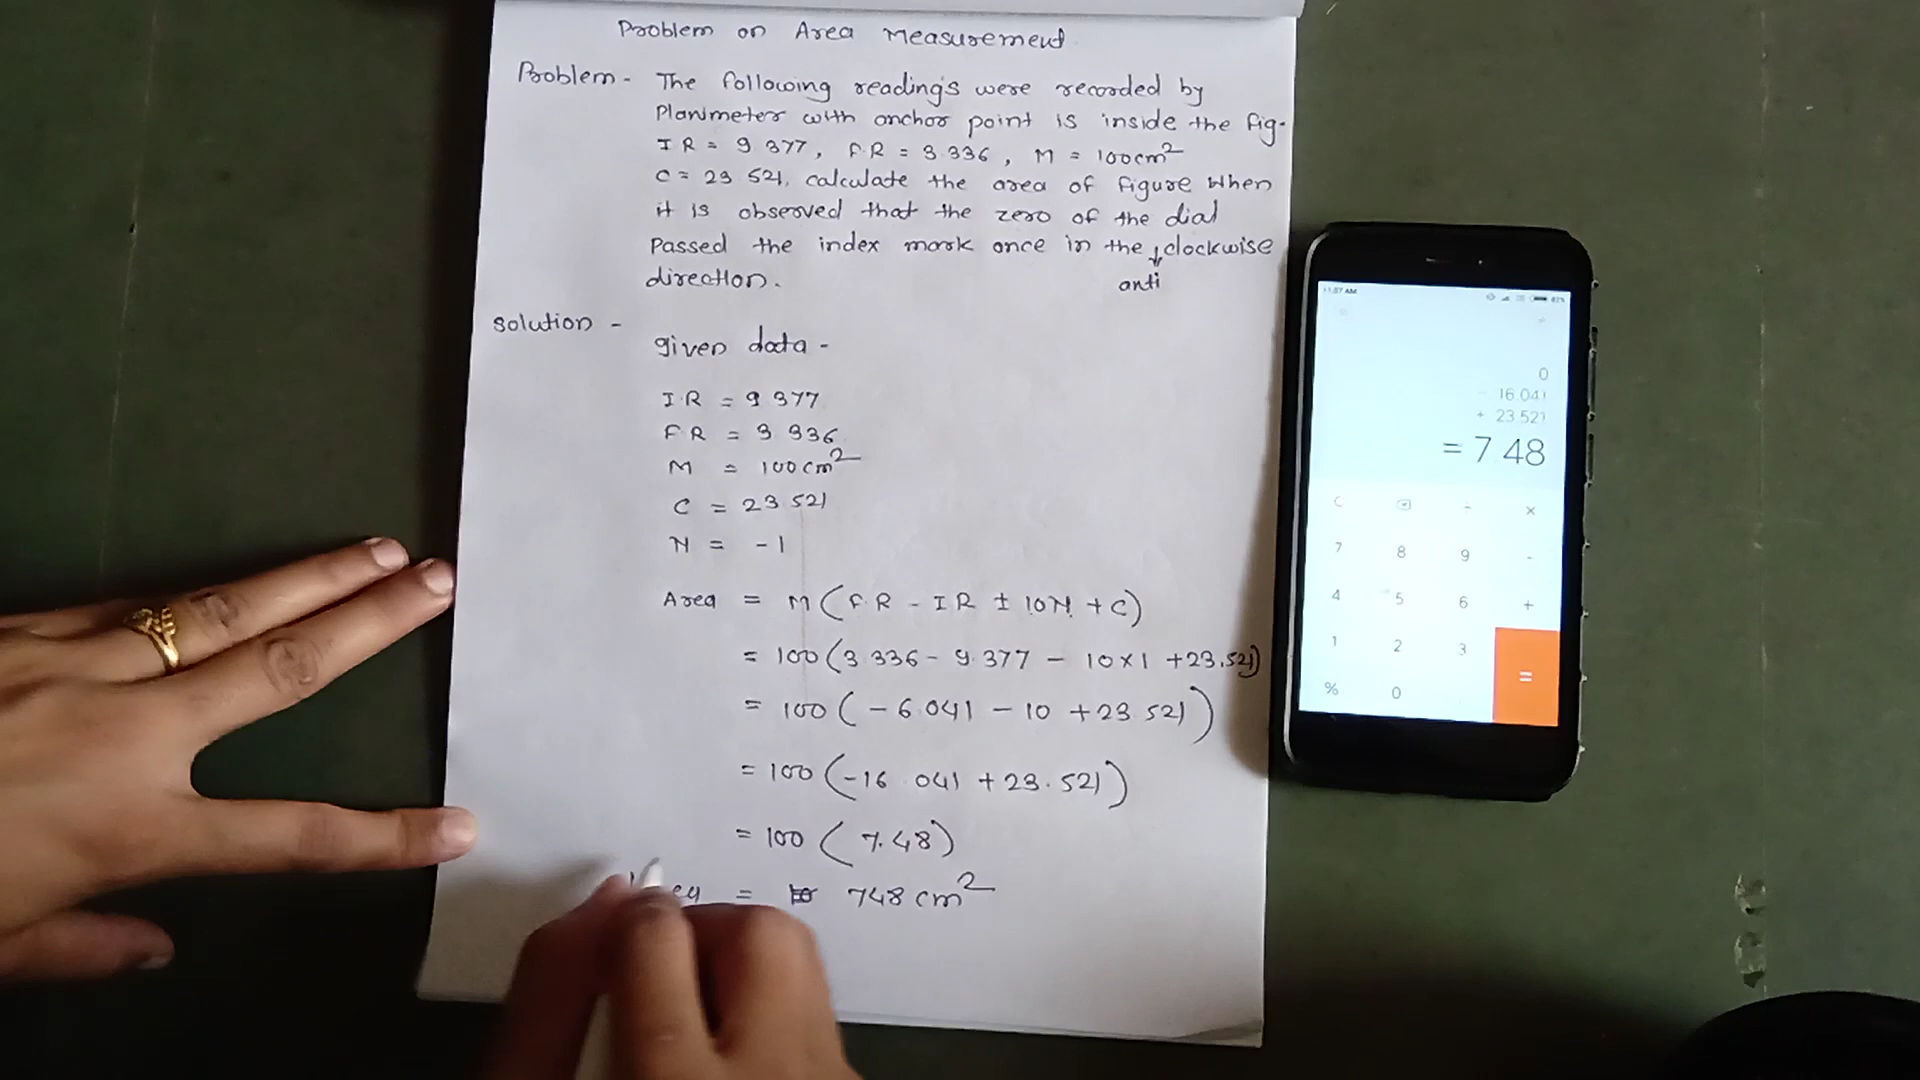 Problem on Area Measurement
Problem - The following reading's were recorded by
Planimeter with anchor point is inside the fig.
I R = 9.377, F.R = 3.336, M = 100cm²
C = 23.521, calculate the area of figure when
it is observed that the zero of the dial
Passed the index mark once in the clockwise
anti
direction.
Solution -
given data -
I.R = 9.377
F.R = 3.336
M = 100cm²
C = 23.521
N = -1
Area = M (F.R - IR ± 10N + C)
= 100 (3.336 - 9.377 - 10×1 + 23.521)
= 100 (-6.041 - 10 + 23.521)
= 100 (-16.041 + 23.521)
= 100 (7.48)
= 748 cm²
11:57 AM
0
- 16.041
+ 23.521
= 7.48
C ÷ ×
7 8 9 -
4 5 6 +
1 2 3
% 0 . =